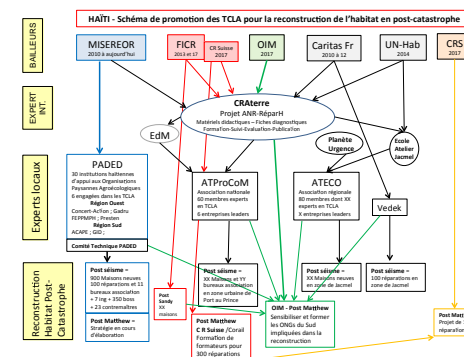 HAÏTI - Schéma de promotion des TCLA pour la reconstruction de l'habitat en post-catastrophe
BAILLEURS
MISEREOR
2010 à aujourd'hui
FICR
2013 et 17
CR Suisse
2017
OIM
2017
Caritas Fr
2010 à 12
UN-Hab
2014
CRS
2017
EXPERT
INT.
CRAterre
Projet ANR-RéparH
Matériels didactiques – Fiches diagnostiques
Formation-Suivi-Evaluation-Publication
EdM
Planète
Urgence
Ecole
Atelier
Jacmel
Experts locaux
PADED
30 institutions haïtiennes
d'appui aux Organisations
Paysannes Agroécologiques
6 engagées dans les TCLA
Région Ouest
Concert-Action ; Gadru
FEPPMPH ; Presten
Région Sud
ACAPE ; GID ;
Comité Technique PADED
ATProCoM
Association nationale
60 membres experts
en TCLA
6 entreprises leaders
ATECO
Association régionale
80 membres dont XX
experts en TCLA
X entreprises leaders
Vedek
Reconstruction
Habitat Post-
Catastrophe
Post séisme =
900 Maisons neuves
100 réparations et 11
bureaux association
+ 7 ing + 350 boss
+ 23 contremaîtres
Post Matthew =
Stratégie en cours
d'élaboration
Post
Sandy
XX
maisons
Post séisme =
XX Maisons et YY
bureaux association
en zone urbaine de
Port au Prince
Post Matthew
C R Suisse /Corail
Formation de
formateurs pour
300 réparations
OIM - Post Matthew
Sensibiliser et former
les ONGs du Sud
impliquées dans la
reconstruction
Post séisme =
XX Maisons neuves
en zone de Jacmel
Post séisme =
100 réparations en
zone de Jacmel
Post Mat
Projet de
réparations